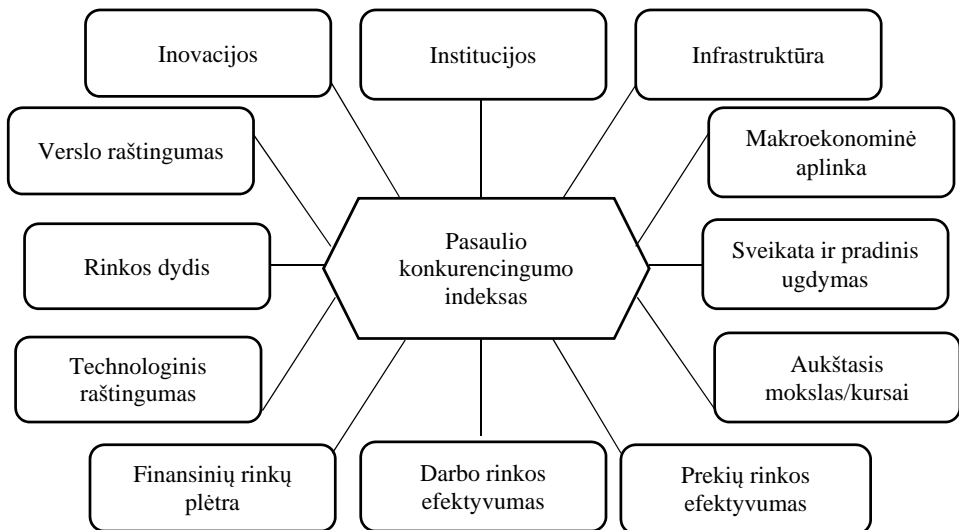 Inovacijos
Institucijos
Infrastruktūra
Verslo raštingumas
Makroekonominė
aplinka
Pasaulio
konkurencingumo
indeksas
Rinkos dydis
Sveikata ir pradinis
ugdymas
Technologinis
raštingumas
Aukštasis
mokslas/kursai
Finansinių rinkų
plėtra
Darbo rinkos
efektyvumas
Prekių rinkos
efektyvumas